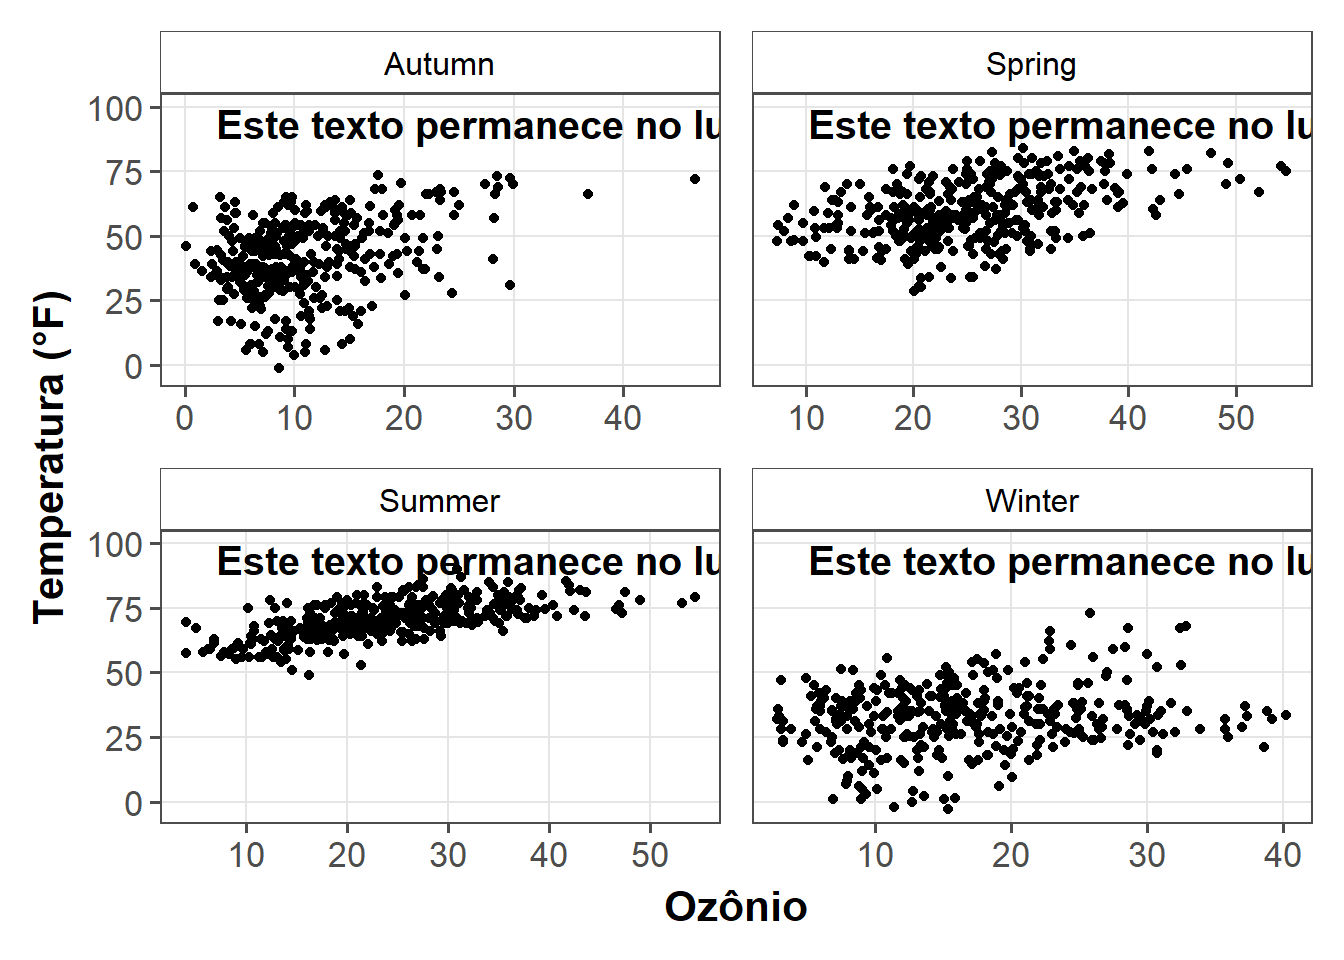 Autumn
Spring
Este texto permanece no lu
Este texto permanece no lu
100
75
50
25
0
0 10 20 30 40
10 20 30 40 50
Temperatura (°F)
Summer
Winter
Este texto permanece no lu
Este texto permanece no lu
100
75
50
25
0
10 20 30 40 50
10 20 30 40
Ozônio